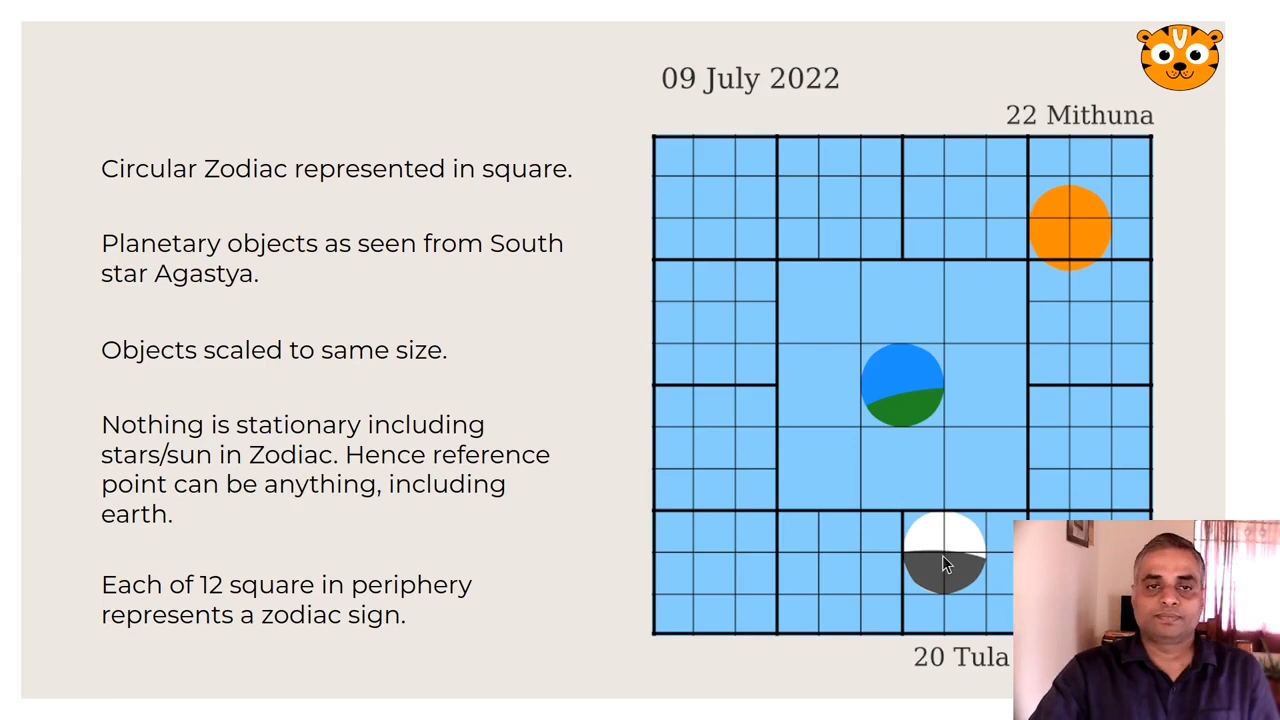 09 July 2022
22 Mithuna
Circular Zodiac represented in square.
Planetary objects as seen from South
star Agastya.
Objects scaled to same size.
Nothing is stationary including
stars/sun in Zodiac. Hence reference
point can be anything, including
earth.
Each of 12 square in periphery
represents a zodiac sign.
20 Tula